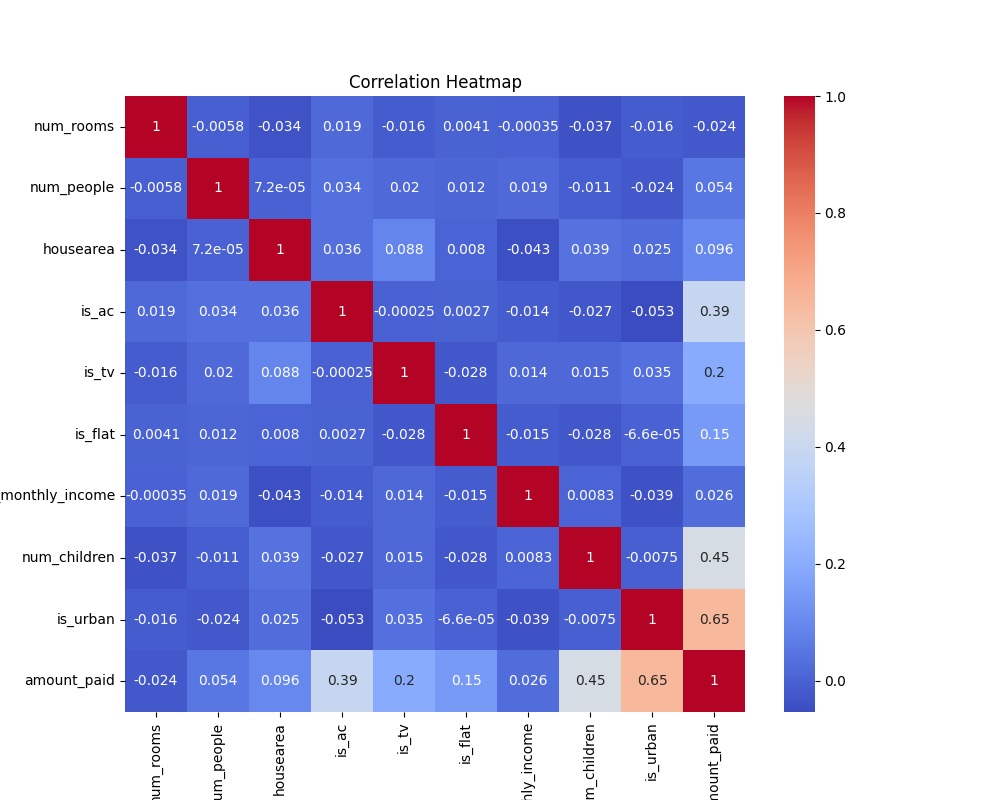 Correlation Heatmap
num_rooms 1 -0.0058 -0.034 0.019 -0.016 0.0041 -0.00035 -0.037 -0.016 -0.024
num_people -0.0058 1 7.2e-05 0.034 0.02 0.012 0.019 -0.011 -0.024 0.054
housearea -0.034 7.2e-05 1 0.036 0.088 0.008 -0.043 0.039 0.025 0.096
is_ac 0.019 0.034 0.036 1 -0.00025 0.0027 -0.014 -0.027 -0.053 0.39
is_tv -0.016 0.02 0.088 -0.00025 1 -0.028 0.014 0.015 0.035 0.2
is_flat 0.0041 0.012 0.008 0.0027 -0.028 1 -0.015 -0.028 -6.6e-05 0.15
_monthly_income -0.00035 0.019 -0.043 -0.014 0.014 -0.015 1 0.0083 -0.039 0.026
num_children -0.037 -0.011 0.039 -0.027 0.015 -0.028 0.0083 1 -0.0075 0.45
is_urban -0.016 -0.024 0.025 -0.053 0.035 -6.6e-05 -0.039 -0.0075 1 0.65
amount_paid -0.024 0.054 0.096 0.39 0.2 0.15 0.026 0.45 0.65 1
num_rooms
um_people
housearea
is_ac
is_tv
is_flat
hly_income
m_children
is_urban
mount_paid
1.0
0.8
0.6
0.4
0.2
0.0